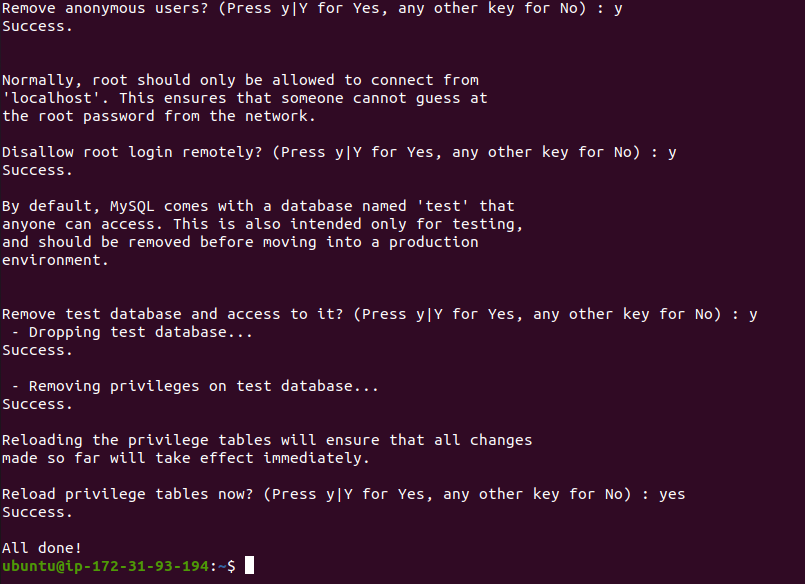 Remove anonymous users? (Press y|Y for Yes, any other key for No) : y
Success.
Normally, root should only be allowed to connect from
'localhost'. This ensures that someone cannot guess at
the root password from the network.
Disallow root login remotely? (Press y|Y for Yes, any other key for No) : y
Success.
By default, MySQL comes with a database named 'test' that
anyone can access. This is also intended only for testing,
and should be removed before moving into a production
environment.
Remove test database and access to it? (Press y|Y for Yes, any other key for No) : y
 - Dropping test database...
Success.
 - Removing privileges on test database...
Success.
Reloading the privilege tables will ensure that all changes
made so far will take effect immediately.
Reload privilege tables now? (Press y|Y for Yes, any other key for No) : yes
Success.
All done!
ubuntu@ip-172-31-93-194:~$